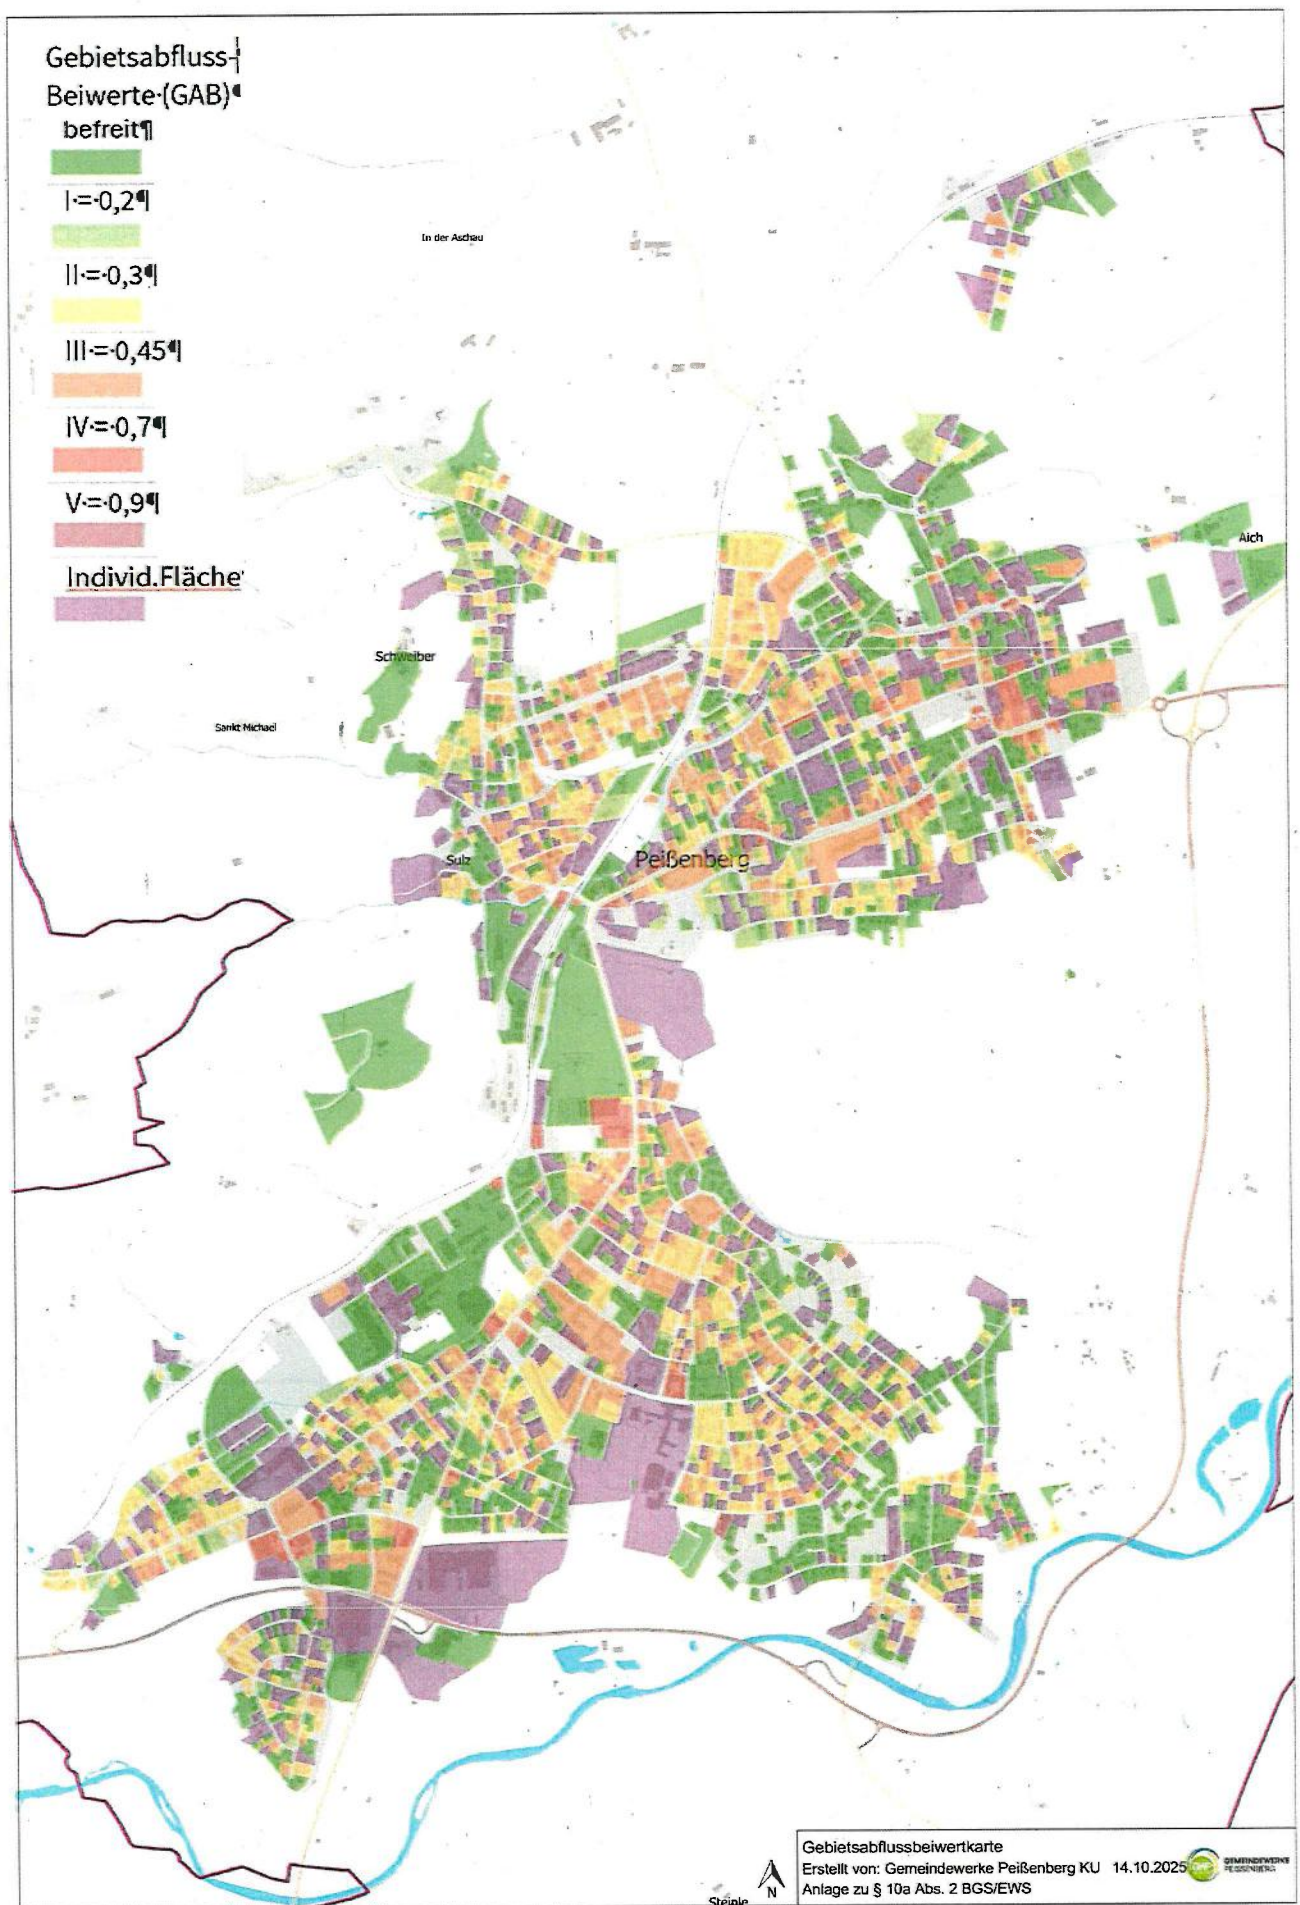 Gebietsabfluss-
Beiwerte·(GAB)
befreit¶
I·=·0,2¶
II·=·0,3¶
III·=·0,45¶
IV·=·0,7¶
V·=·0,9¶
Individ.Fläche
In der Aschau
Aich
Schweiber
Sankt Michael
Sulz
Peißenberg
Steinle
N
Gebietsabflussbeiwertkarte
Erstellt von: Gemeindewerke Peißenberg KU 14.10.2025
Anlage zu § 10a Abs. 2 BGS/EWS
GEMEINDEWERKE
PEISSENBERG